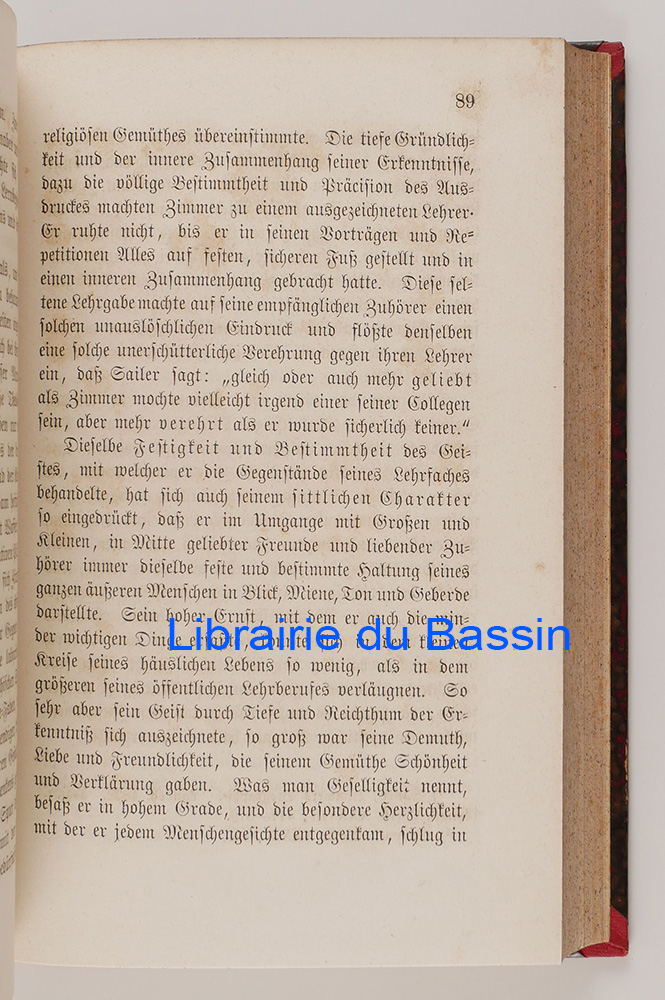 89
religiösen Gemüthes übereinstimmte. Die tiefe Gründlich-
keit und der innere Zusammenhang seiner Erkenntnisse,
dazu die völlige Bestimmtheit und Präcision des Aus-
druckes machten Zimmer zu einem ausgezeichneten Lehrer.
Er ruhte nicht, bis er in seinen Vorträgen und Re-
petitionen Alles auf festen, sicheren Fuß gestellt und in
einen inneren Zusammenhang gebracht hatte. Diese sel-
tene Lehrgabe machte auf seine empfänglichen Zuhörer einen
solchen unauslöschlichen Eindruck und flößte denselben
eine solche unerschütterliche Verehrung gegen ihren Lehrer
ein, daß Sailer sagt: „gleich oder auch mehr geliebt
als Zimmer mochte vielleicht irgend einer seiner Collegen
sein, aber mehr verehrt als er wurde sicherlich keiner.“
Dieselbe Festigkeit und Bestimmtheit des Gei-
stes, mit welcher er die Gegenstände seines Lehrfaches
behandelte, hat sich auch seinem sittlichen Charakter
so eingedrückt, daß er im Umgange mit Großen und
Kleinen, in Mitte geliebter Freunde und liebender Zu-
hörer immer dieselbe feste und bestimmte Haltung seines
ganzen äußeren Menschen in Blick, Miene, Ton und Geberde
darstellte. Sein hoher Ernst, mit dem er auch die min-
der wichtigen Dinge in dem kleinen
Librairie du Bassin
Kreise seines häuslichen Lebens so wenig, als in dem
größeren seines öffentlichen Lehrberufes verläugnen. So
sehr aber sein Geist durch Tiefe und Reichthum der Er-
kenntniß sich auszeichnete, so groß war seine Demuth,
Liebe und Freundlichkeit, die seinem Gemüthe Schönheit
und Verklärung gaben. Was man Geselligkeit nennt,
besaß er in hohem Grade, und die besondere Herzlichkeit,
mit der er jedem Menschengesichte entgegenkam, schlug in